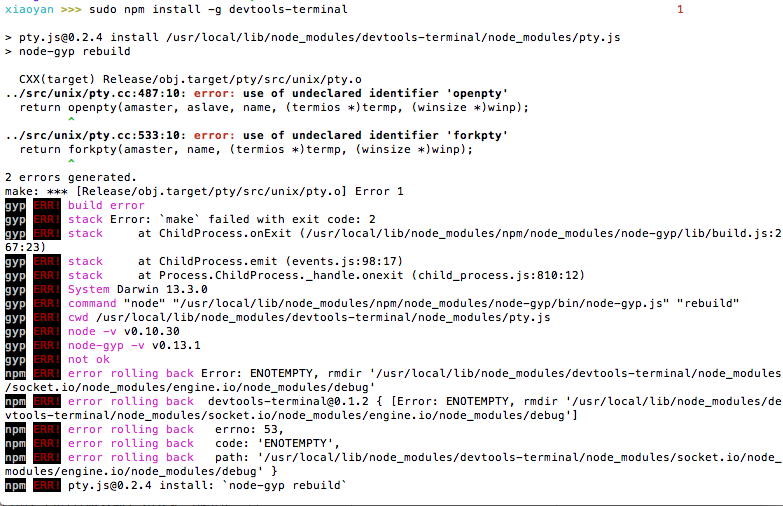 xiaoyan >>> sudo npm install -g devtools-terminal 1
> pty.js@0.2.4 install /usr/local/lib/node_modules/devtools-terminal/node_modules/pty.js
> node-gyp rebuild
CXX(target) Release/obj.target/pty/src/unix/pty.o
../src/unix/pty.cc:487:10: error: use of undeclared identifier 'openpty'
return openpty(amaster, aslave, name, (termios *)termp, (winsize *)winp);
^
../src/unix/pty.cc:533:10: error: use of undeclared identifier 'forkpty'
return forkpty(amaster, name, (termios *)termp, (winsize *)winp);
^
2 errors generated.
make: *** [Release/obj.target/pty/src/unix/pty.o] Error 1
gyp ERR! build error
gyp ERR! stack Error: `make` failed with exit code: 2
gyp ERR! stack at ChildProcess.onExit (/usr/local/lib/node_modules/npm/node_modules/node-gyp/lib/build.js:2
67:23)
gyp ERR! stack at ChildProcess.emit (events.js:98:17)
gyp ERR! stack at Process.ChildProcess._handle.onexit (child_process.js:810:12)
gyp ERR! System Darwin 13.3.0
gyp ERR! command "node" "/usr/local/lib/node_modules/npm/node_modules/node-gyp/bin/node-gyp.js" "rebuild"
gyp ERR! cwd /usr/local/lib/node_modules/devtools-terminal/node_modules/pty.js
gyp ERR! node -v v0.10.30
gyp ERR! node-gyp -v v0.13.1
gyp ERR! not ok
npm ERR! error rolling back Error: ENOTEMPTY, rmdir '/usr/local/lib/node_modules/devtools-terminal/node_modules
/socket.io/node_modules/engine.io/node_modules/debug'
npm ERR! error rolling back devtools-terminal@0.1.2 { [Error: ENOTEMPTY, rmdir '/usr/local/lib/node_modules/de
vtools-terminal/node_modules/socket.io/node_modules/engine.io/node_modules/debug']
npm ERR! error rolling back errno: 53,
npm ERR! error rolling back code: 'ENOTEMPTY',
npm ERR! error rolling back path: '/usr/local/lib/node_modules/devtools-terminal/node_modules/socket.io/node_
modules/engine.io/node_modules/debug' }
npm ERR! pty.js@0.2.4 install: `node-gyp rebuild`